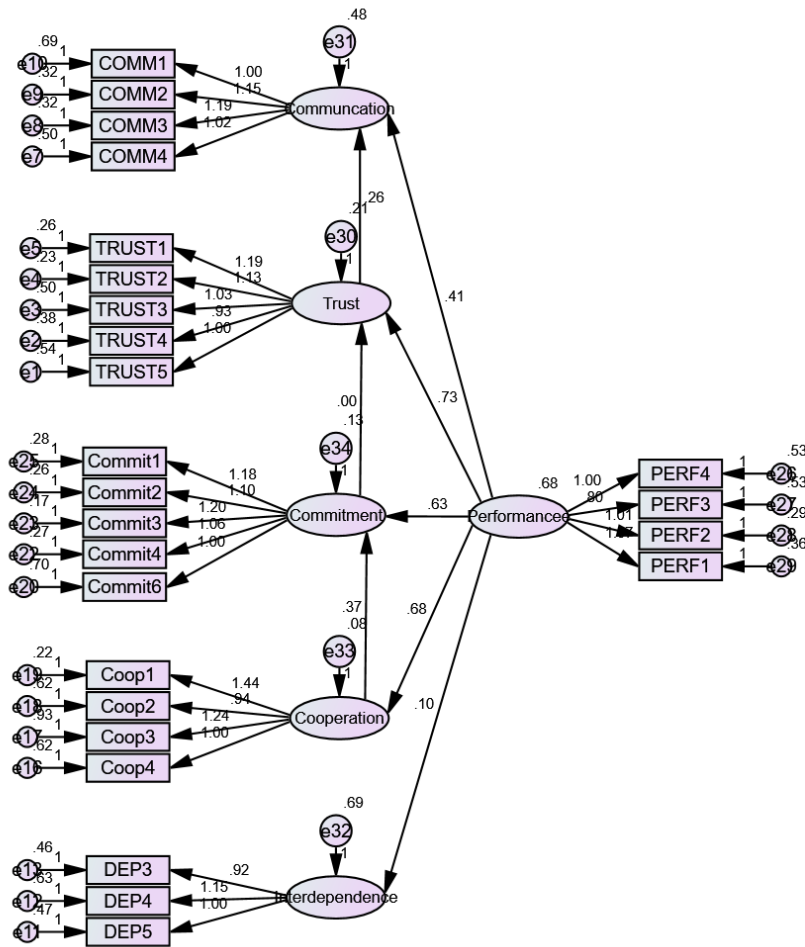 .48
e31
1
.69
e10
1
COMM1
1.00
.32
e9
1
COMM2
1.15
Communcation
.32
e8
1
COMM3
1.19
.50
e7
1
COMM4
1.02
.26
.21
e30
1
.26
e5
1
TRUST1
1.19
.23
e4
1
TRUST2
1.13
.50
e3
1
TRUST3
1.03
Trust
.38
e2
1
TRUST4
.93
.54
e1
1
TRUST5
1.00
.41
.73
.00
.13
e34
1
.28
e25
1
Commit1
1.18
.26
e24
1
Commit2
1.10
.17
e23
1
Commit3
1.20
Commitment
.27
e22
1
Commit4
1.06
.70
e20
1
Commit6
1.00
.63
.68
Performance
1.00
PERF4
1
e26
.53
.80
PERF3
1
e27
.53
1.01
PERF2
1
e28
.29
PERF1
1
e29
.36
.37
.08
e33
1
.68
.22
e19
1
Coop1
1.44
.62
e18
1
Coop2
.94
Cooperation
.93
e17
1
Coop3
1.24
.62
e16
1
Coop4
1.00
.10
.69
e32
1
.46
e13
1
DEP3
.92
.63
e12
1
DEP4
1.15
Interdependence
.47
e11
1
DEP5
1.00